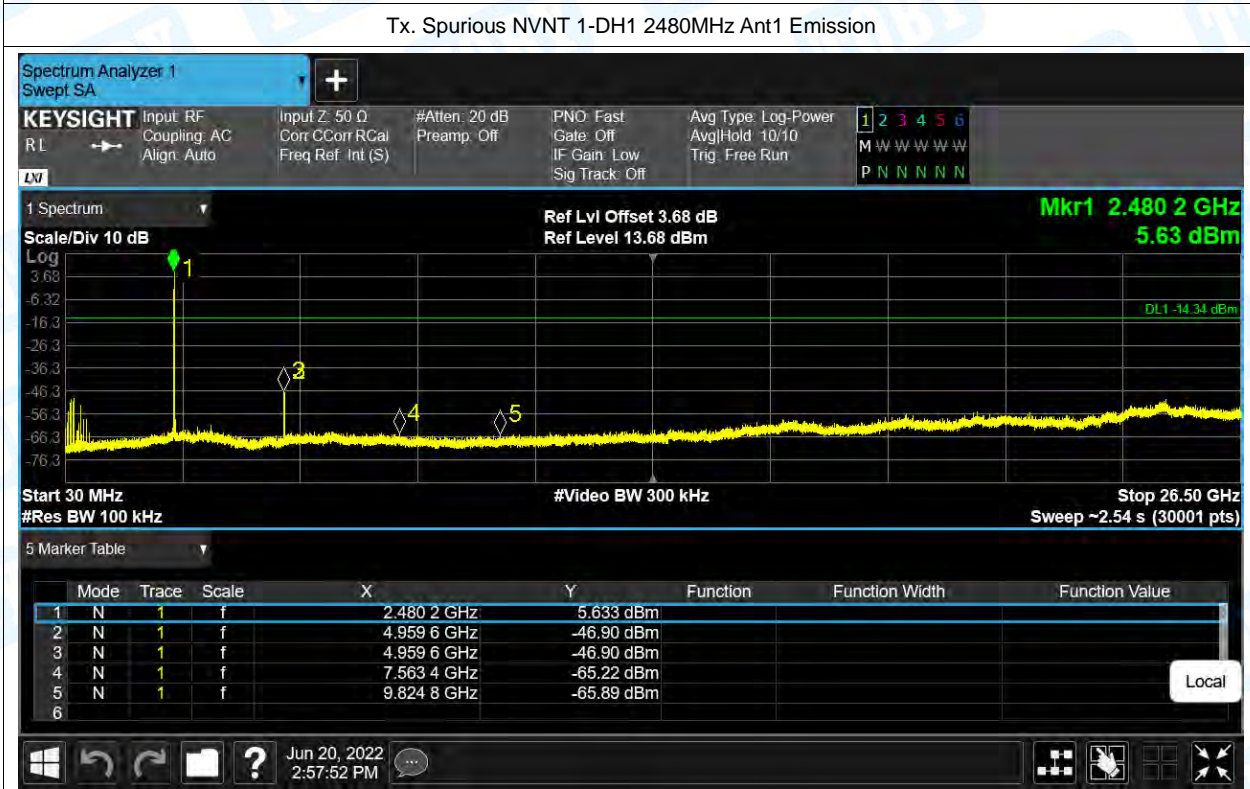 Tx. Spurious NVNT 1-DH1 2480MHz Ant1 Emission
Spectrum Analyzer 1
Swept SA
+
KEYSIGHT Input: RF Input Z: 50 Ω #Atten: 20 dB PNO: Fast Avg Type: Log-Power 1 2 3 4 5 6
R L Coupling: AC Corr CCorr RCal Preamp: Off Gate: Off Avg|Hold: 10/10 M W W W W W
Align: Auto Freq Ref: Int (S) IF Gain: Low Trig: Free Run
LXI Sig Track: Off P N N N N N
1 Spectrum Ref Lvl Offset 3.68 dB Mkr1 2.480 2 GHz
Scale/Div 10 dB Ref Level 13.68 dBm 5.63 dBm
Log
1
3.68
-6.32
DL1 -14.34 dBm
-16.3
-26.3
-36.3
3
-46.3
4 5
-56.3
-66.3
-76.3
Start 30 MHz #Video BW 300 kHz Stop 26.50 GHz
#Res BW 100 kHz Sweep ~2.54 s (30001 pts)
5 Marker Table
Mode Trace Scale X Y Function Function Width Function Value
1 N 1 f 2.480 2 GHz 5.633 dBm
2 N 1 f 4.959 6 GHz -46.90 dBm
3 N 1 f 4.959 6 GHz -46.90 dBm
4 N 1 f 7.563 4 GHz -65.22 dBm
5 N 1 f 9.824 8 GHz -65.89 dBm
6
Local
? Jun 20, 2022
2:57:52 PM